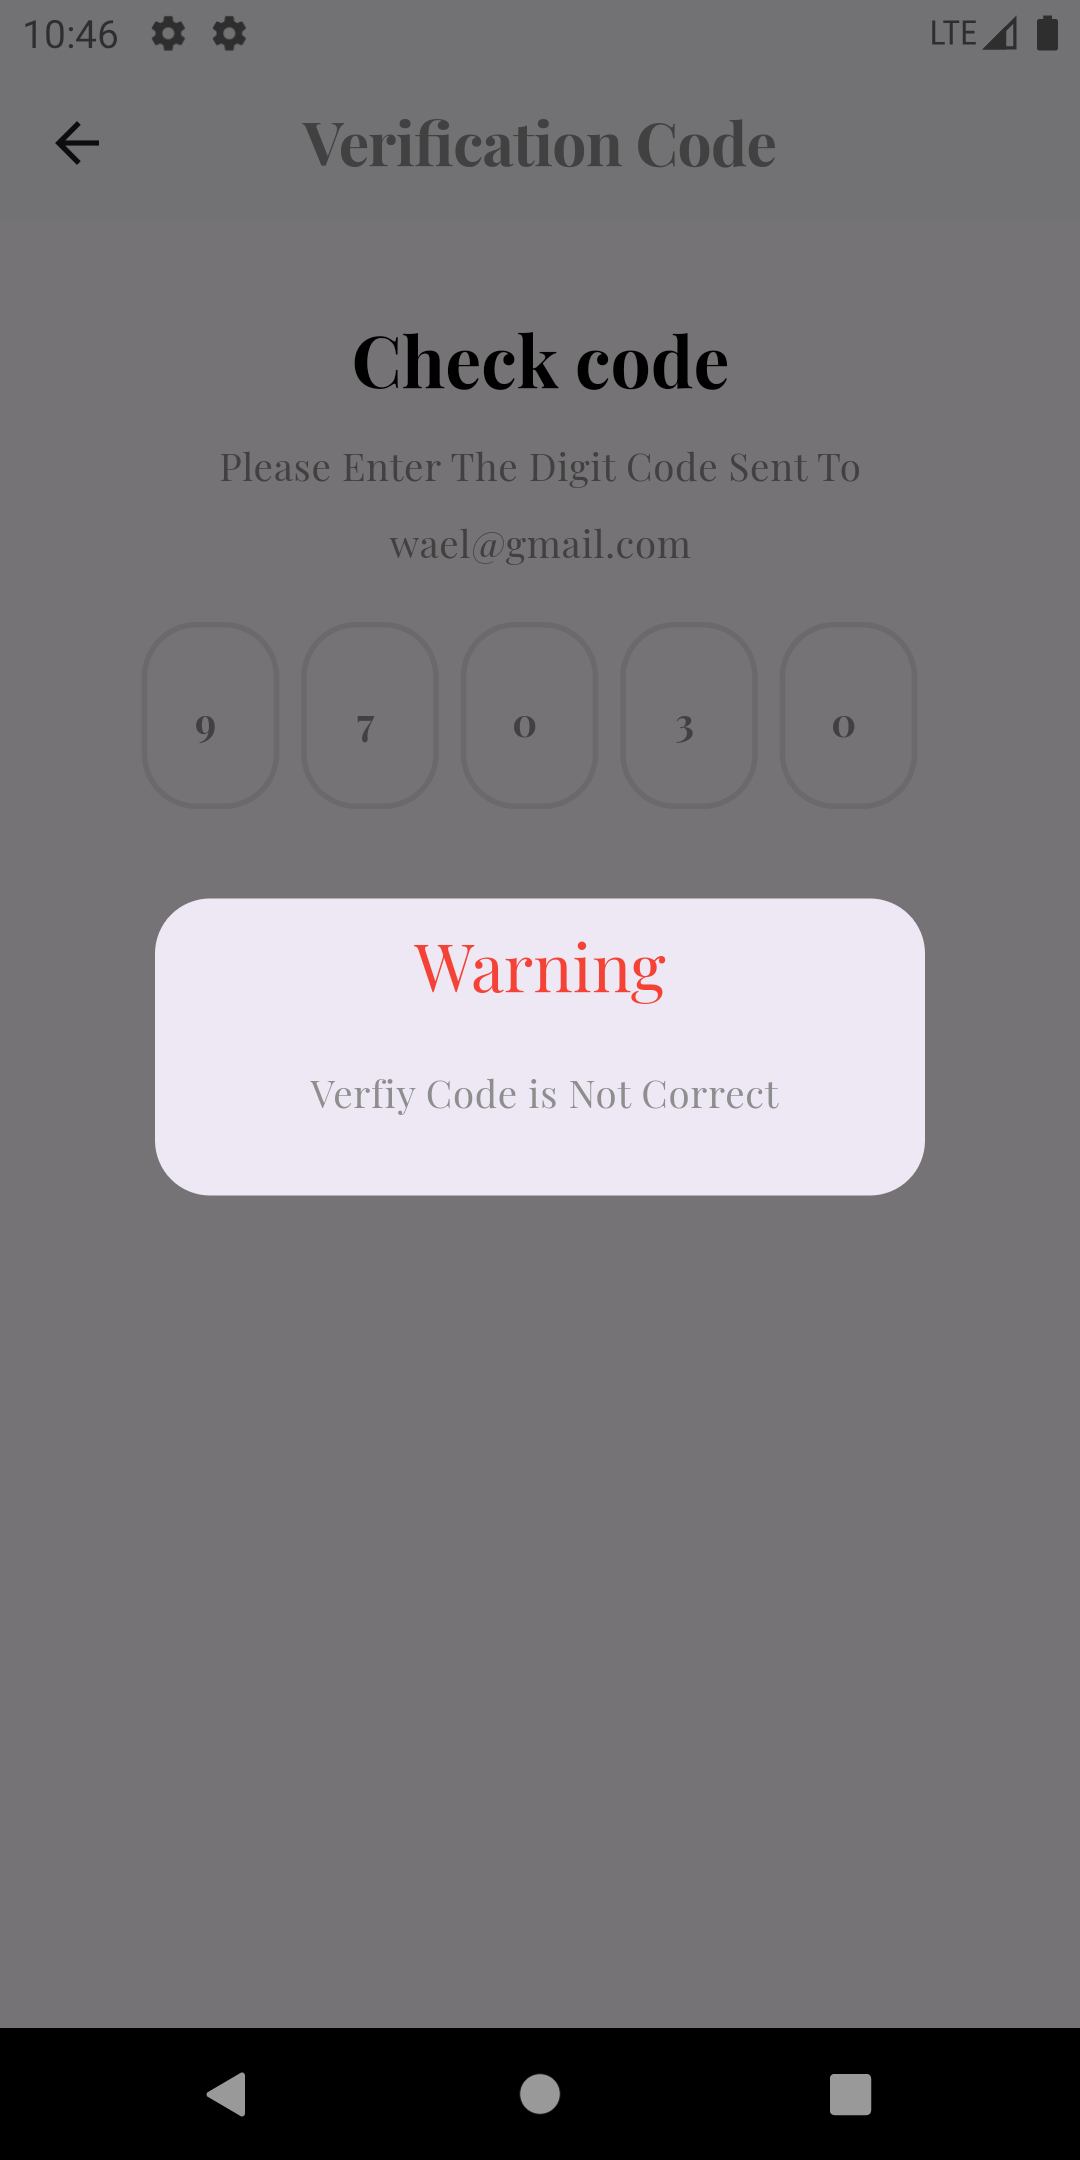 10:46 LTE
Verification Code
Check code
Please Enter The Digit Code Sent To
wael@gmail.com
9 7 0 3 0
Warning
Verfiy Code is Not Correct